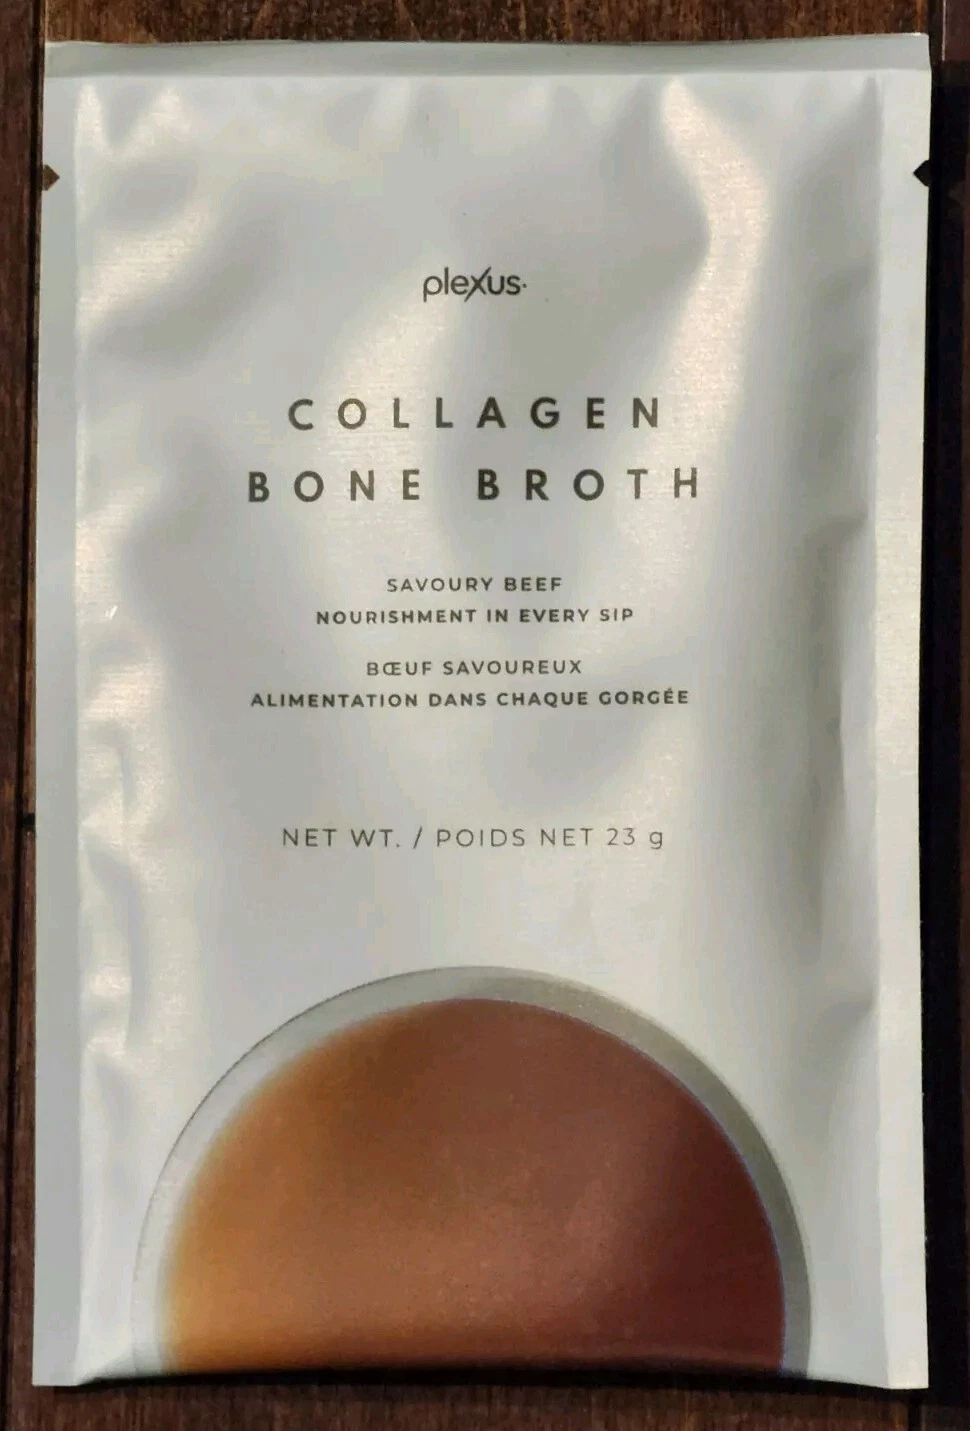 plexus
COLLAGEN
BONE BROTH
SAVOURY BEEF
NOURISHMENT IN EVERY SIP
BŒUF SAVOUREUX
ALIMENTATION DANS CHAQUE GORGÉE
NET WT. / POIDS NET 23 g